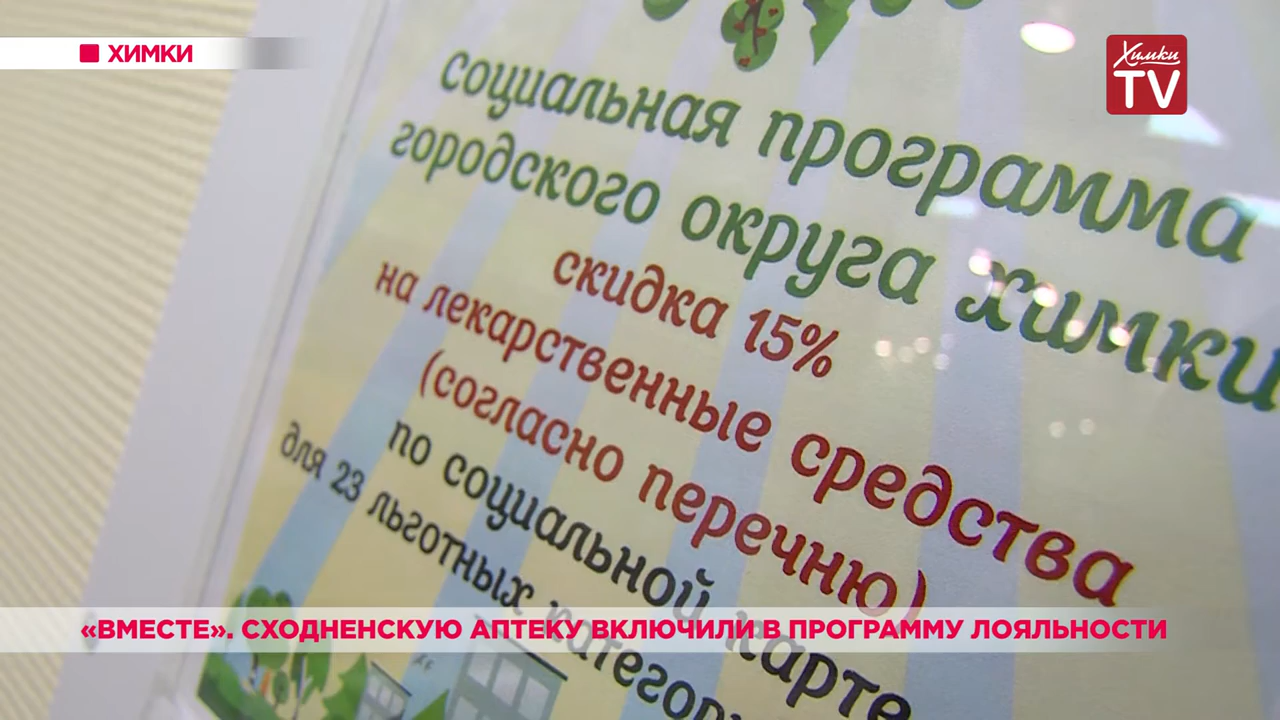 ХИМКИ
Химки
TV
социальная программа
городского округа химки
скидка 15%
на лекарственные средства
(согласно перечню)
по социальной карте
для 23 льготных
«ВМЕСТЕ». СХОДНЕНСКУЮ АПТЕКУ ВКЛЮЧИЛИ В ПРОГРАММУ ЛОЯЛЬНОСТИ